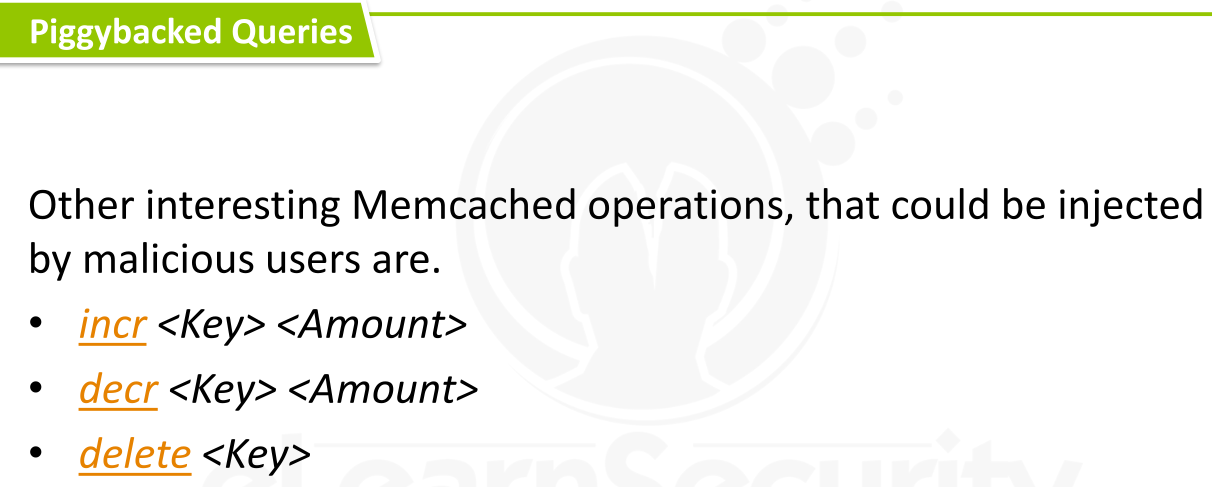 Piggybacked Queries
Other interesting Memcached operations, that could be injected
by malicious users are.
• incr <Key> <Amount>
• decr <Key> <Amount>
• delete <Key>
eLearnSecurity